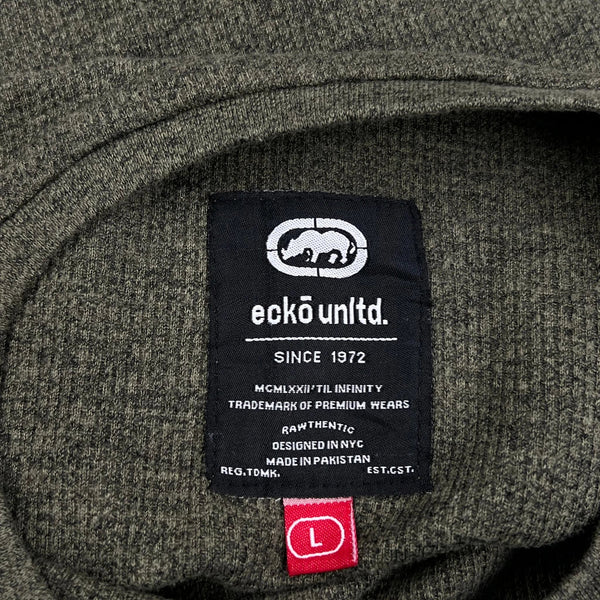 eckō unltd.
SINCE 1972
MCMLXXII'TIL INFINITY
TRADEMARK OF PREMIUM WEARS
RAWTHENTIC
DESIGNED IN NYC
MADE IN PAKISTAN
REG.TDMK. EST.CST.
L